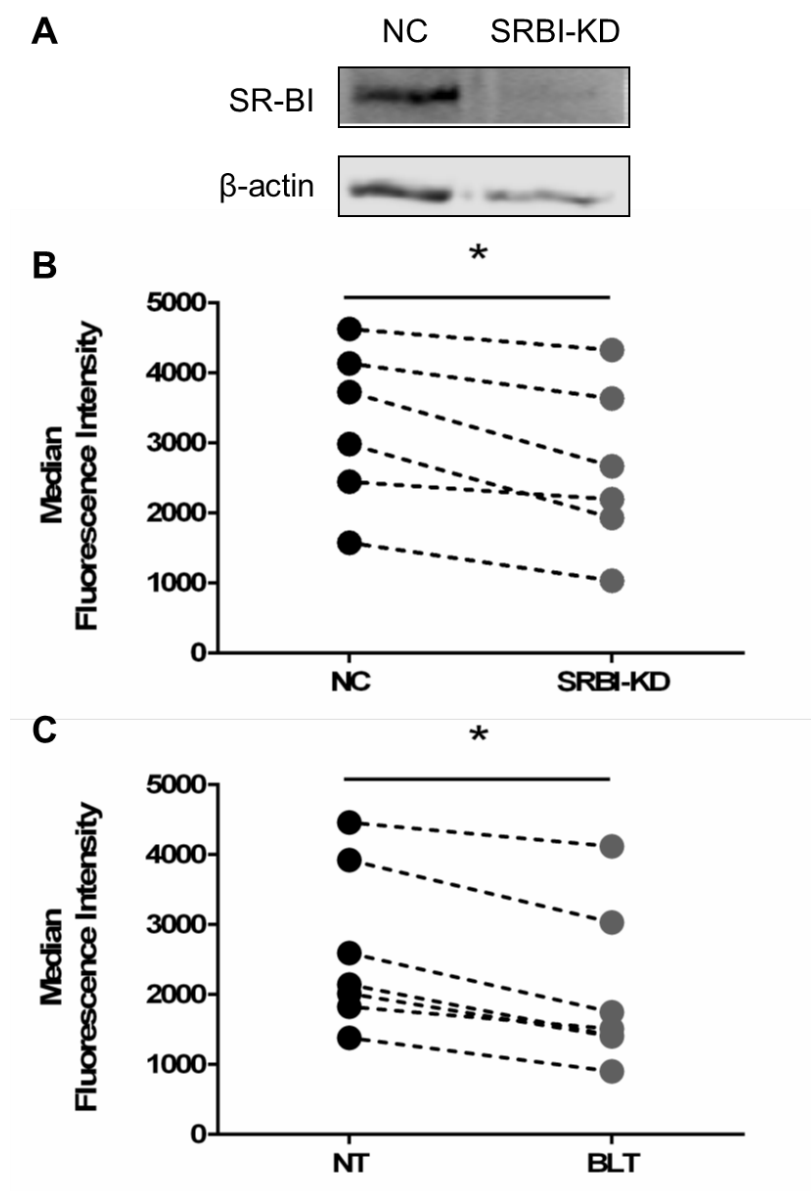 A
NC SRBI-KD
SR-BI
β-actin
B
*
5000
4000
3000
2000
1000
0
Median
Fluorescence Intensity
NC SRBI-KD
C
*
5000
4000
3000
2000
1000
0
Median
Fluorescence Intensity
NT BLT